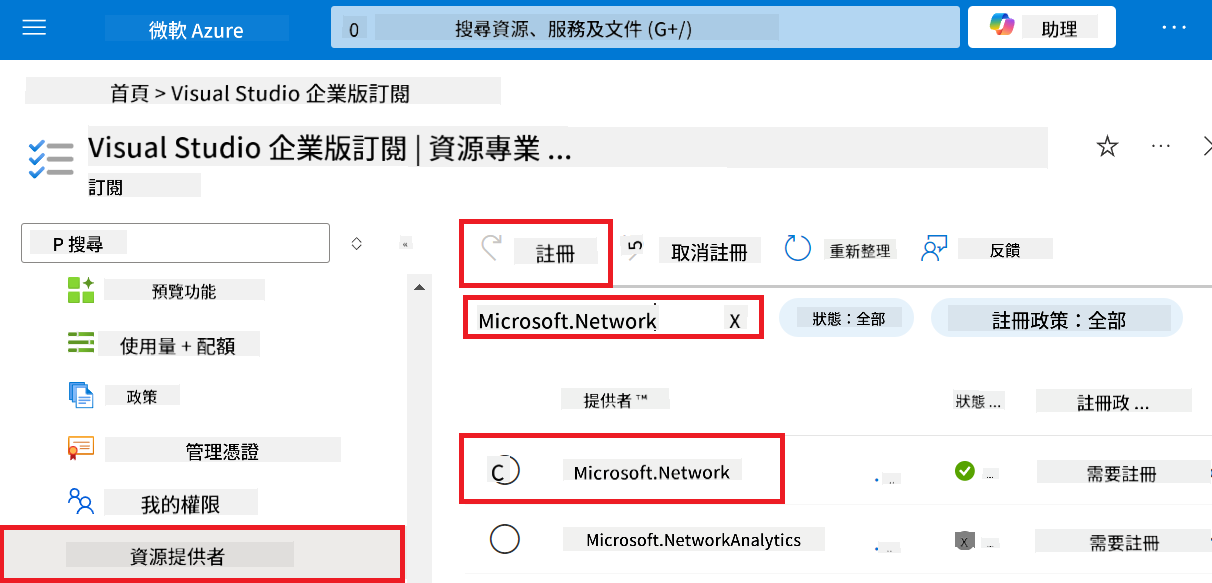 微軟 Azure
0 搜尋資源、服務及文件 (G+/)
助理
...
首頁 > Visual Studio 企業版訂閱
Visual Studio 企業版訂閱 | 資源專業 ...
訂閱
...
P 搜尋
«
註冊
5
取消註冊
重新整理
反饋
預覽功能
Microsoft.Network X
狀態：全部
註冊政策：全部
使用量 + 配額
政策
提供者 ™
狀態 ...
註冊政 ...
管理憑證
C Microsoft.Network
..
...
需要註冊
我的權限
資源提供者
Microsoft.NetworkAnalytics
..
X ...
需要註冊